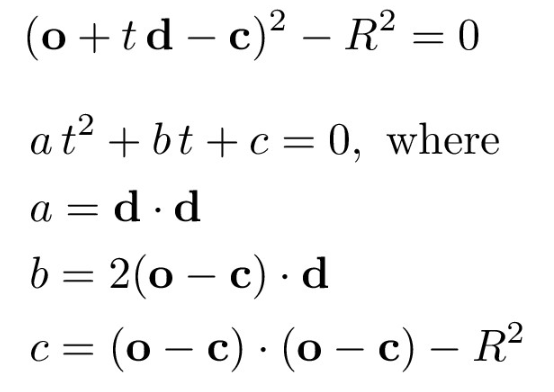 (𝐨 + t 𝐝 − 𝐜)² − R² = 0
a t² + b t + c = 0, where
a = 𝐝 · 𝐝
b = 2(𝐨 − 𝐜) · 𝐝
c = (𝐨 − 𝐜) · (𝐨 − 𝐜) − R²